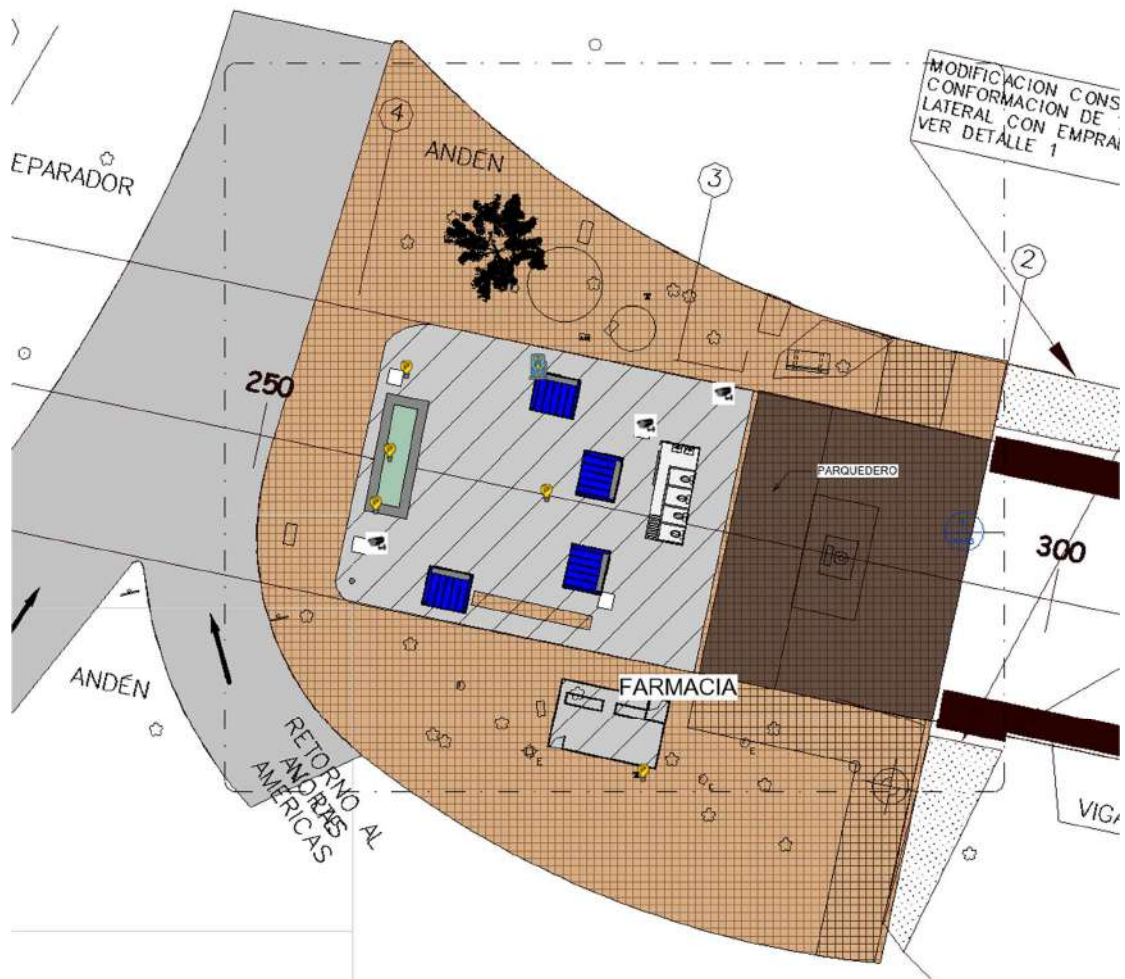 4
ANDÉN
MODIFICACION CONS
CONFORMACION DE
LATERAL CON EMPRA
VER DETALLE 1
EPARADOR
3
2
250
PARQUEDERO
300
ANDÉN
FARMACIA
RETORNO AL
AMERICAS
E
E
VIGA